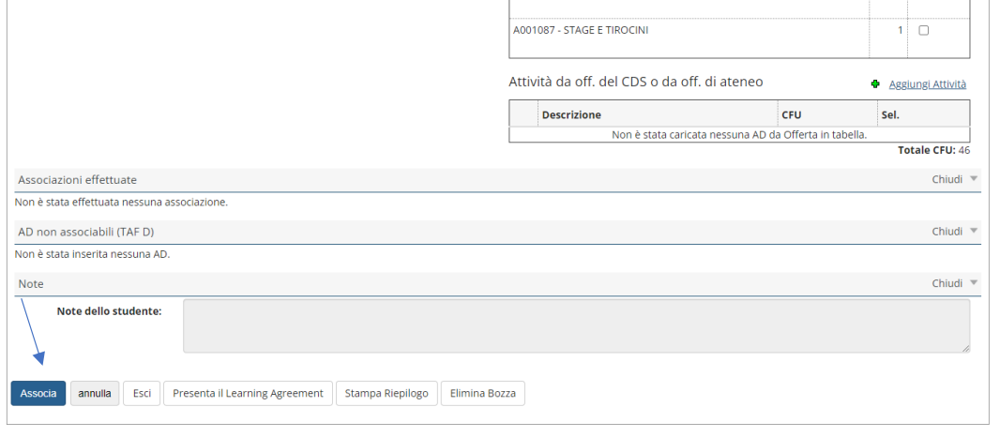 A001087 - STAGE E TIROCINI 1
Attività da off. del CDS o da off. di ateneo Aggiungi Attività
Descrizione CFU Sel.
Non è stata caricata nessuna AD da Offerta in tabella.
Totale CFU: 46
Associazioni effettuate Chiudi
Non è stata effettuata nessuna associazione.
AD non associabili (TAF D) Chiudi
Non è stata inserita nessuna AD.
Note Chiudi
Note dello studente:
Associa annulla Esci Presenta il Learning Agreement Stampa Riepilogo Elimina Bozza